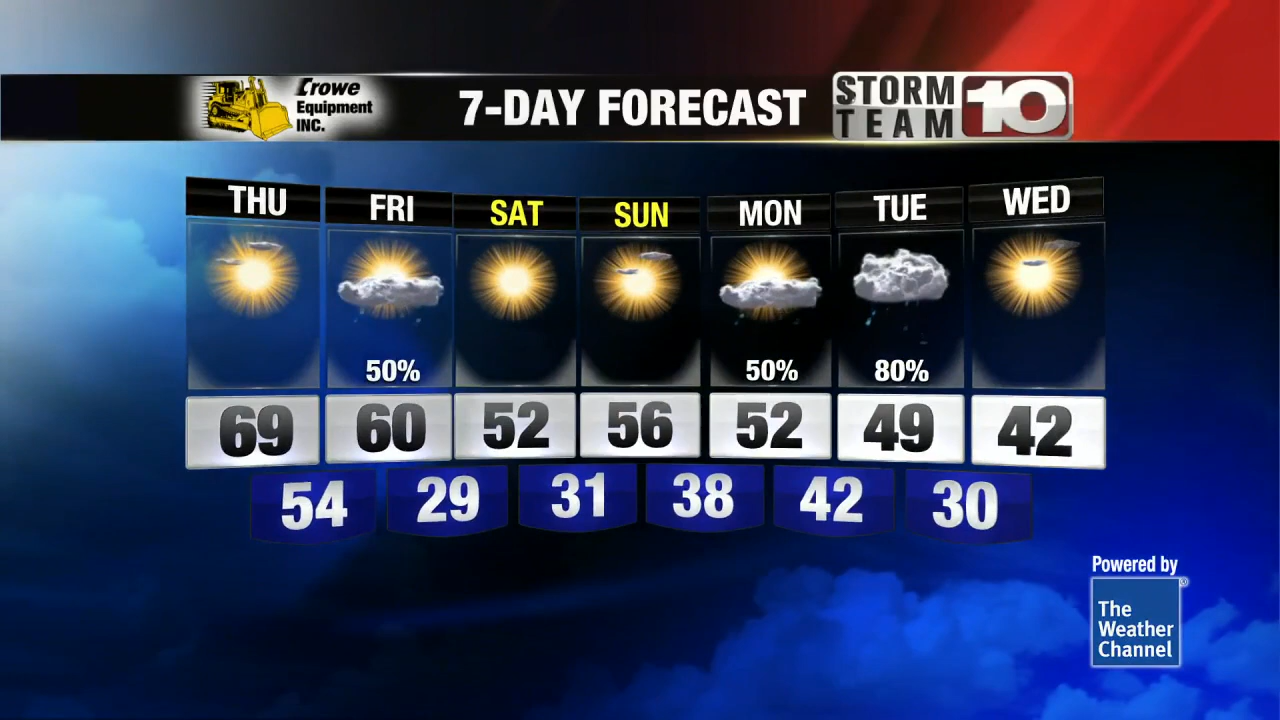 Crowe
Equipment
INC.
7-DAY FORECAST
STORM
TEAM
10
THU FRI SAT SUN MON TUE WED
50% 50% 80%
69 60 52 56 52 49 42
54 29 31 38 42 30
Powered by
The
Weather
Channel®